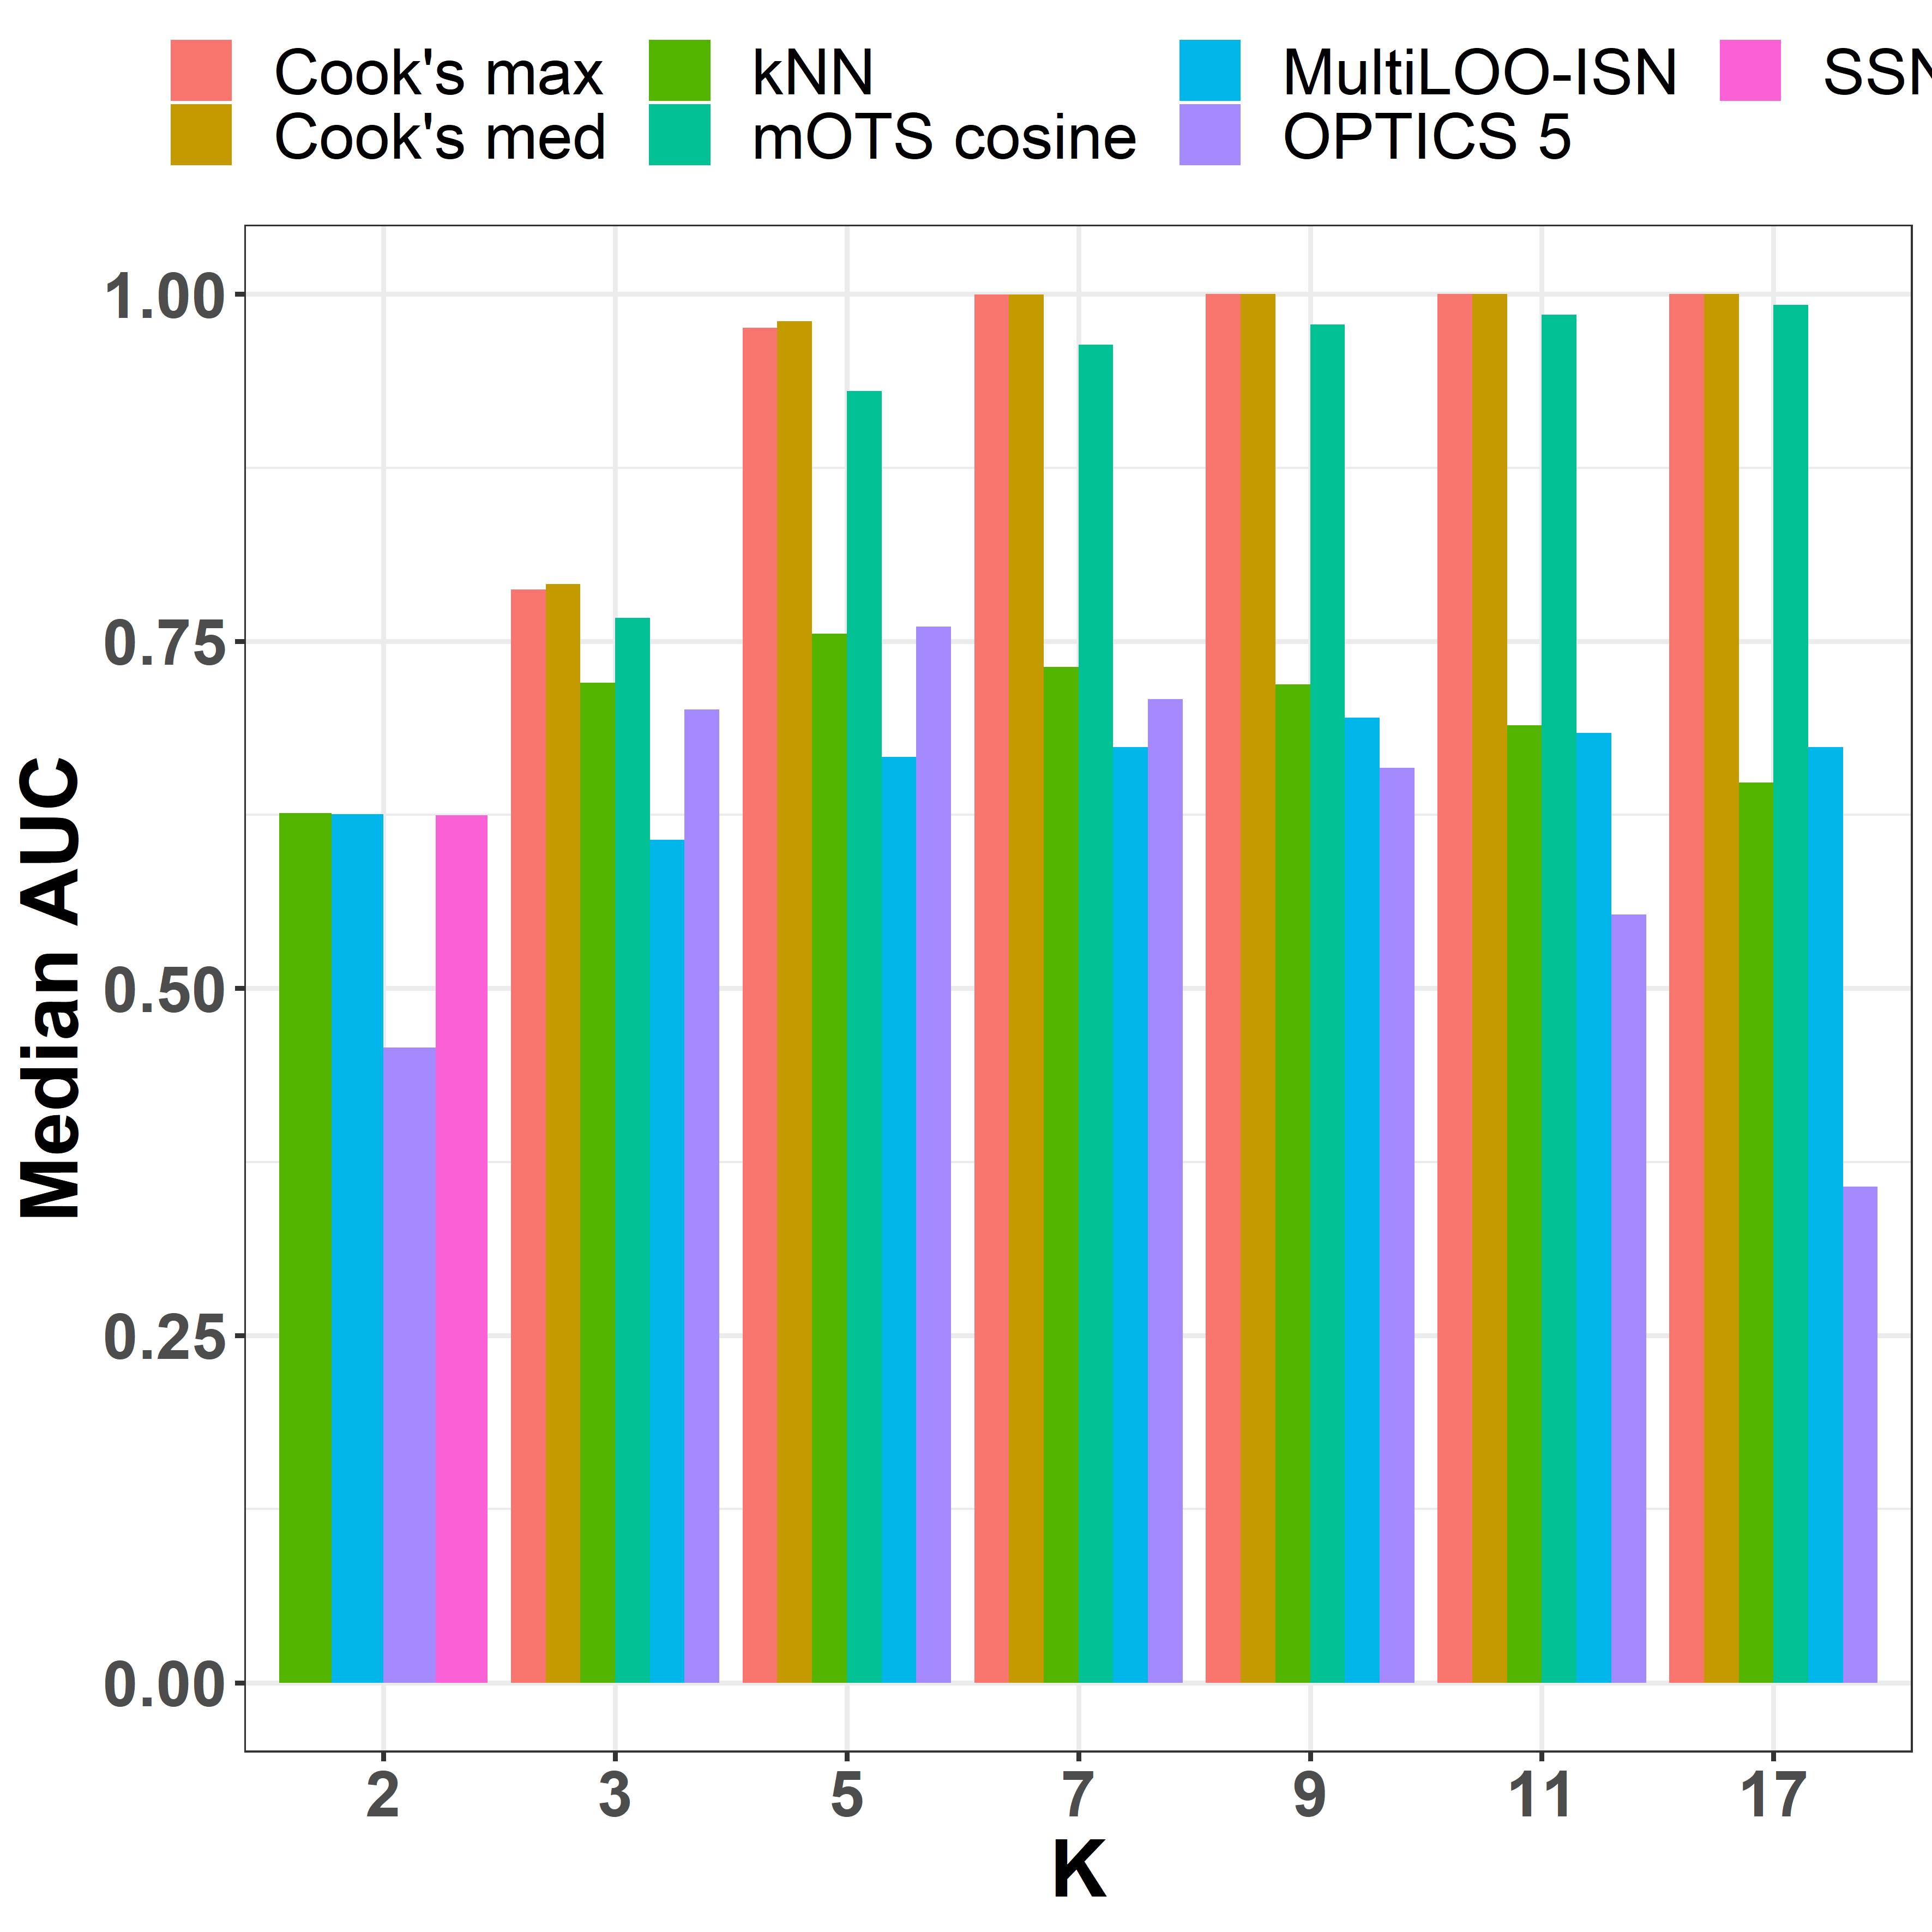 Cook's max kNN MultiLOO-ISN SSN
Cook's med mOTS cosine OPTICS 5
1.00
0.75
0.50
0.25
0.00
Median AUC
2 3 5 7 9 11 17
K